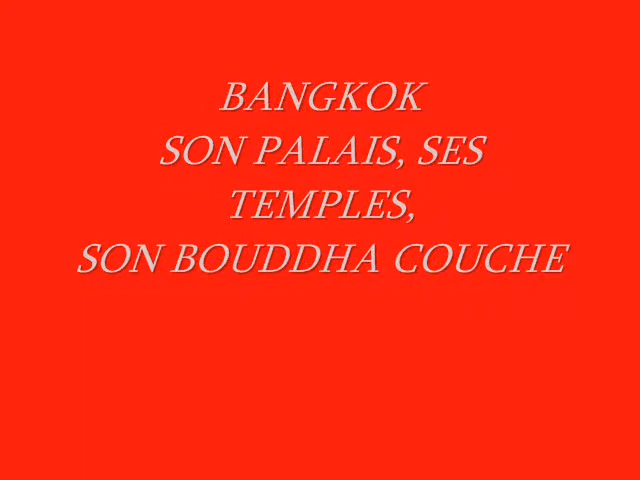 BANGKOK
SON PALAIS, SES
TEMPLES,
SON BOUDDHA COUCHE